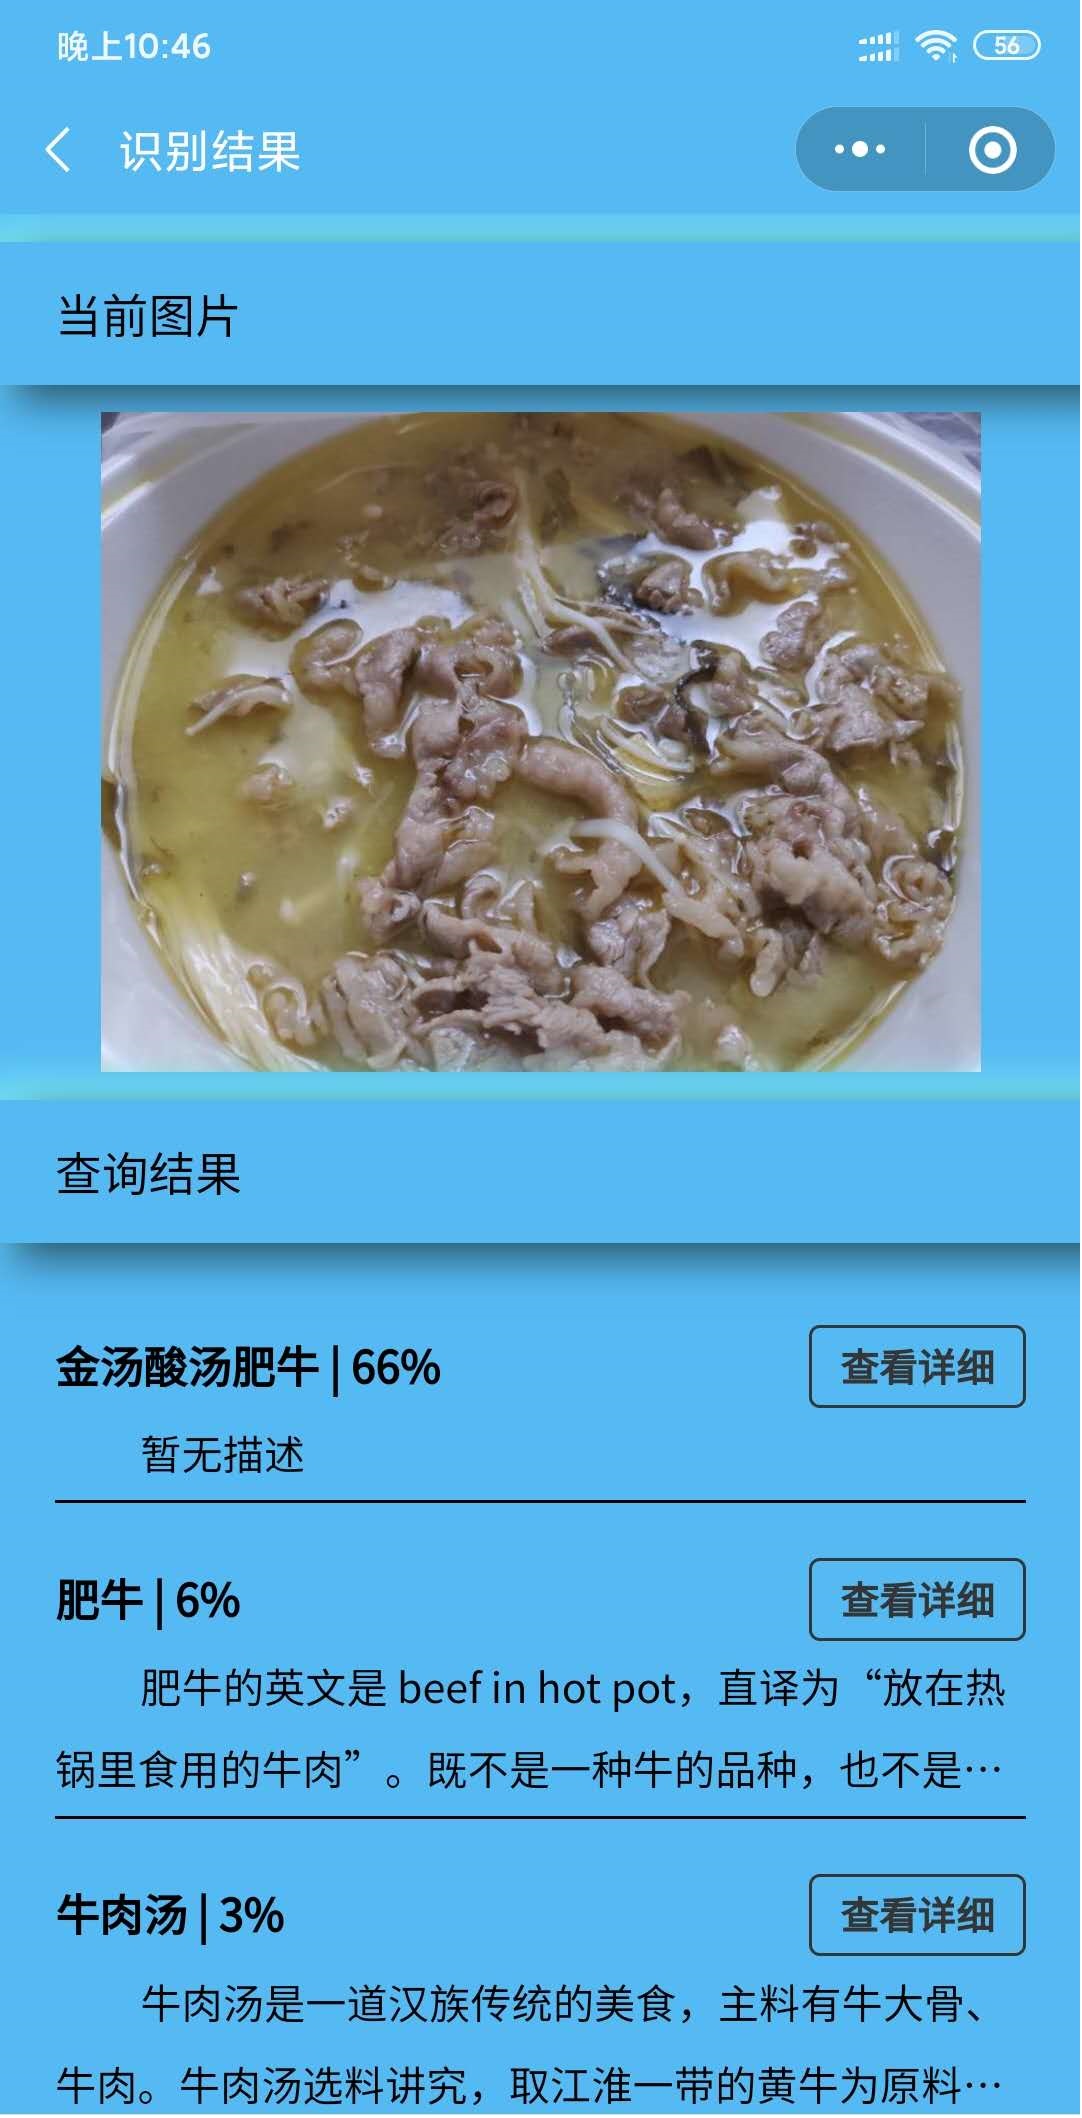 晚上10:46
56
识别结果
当前图片
查询结果
金汤酸汤肥牛 | 66%
查看详细
暂无描述
肥牛 | 6%
查看详细
肥牛的英文是 beef in hot pot，直译为“放在热
锅里食用的牛肉”。既不是一种牛的品种，也不是…
牛肉汤 | 3%
查看详细
牛肉汤是一道汉族传统的美食，主料有牛大骨、
牛肉。牛肉汤选料讲究，取江淮一带的黄牛为原料…